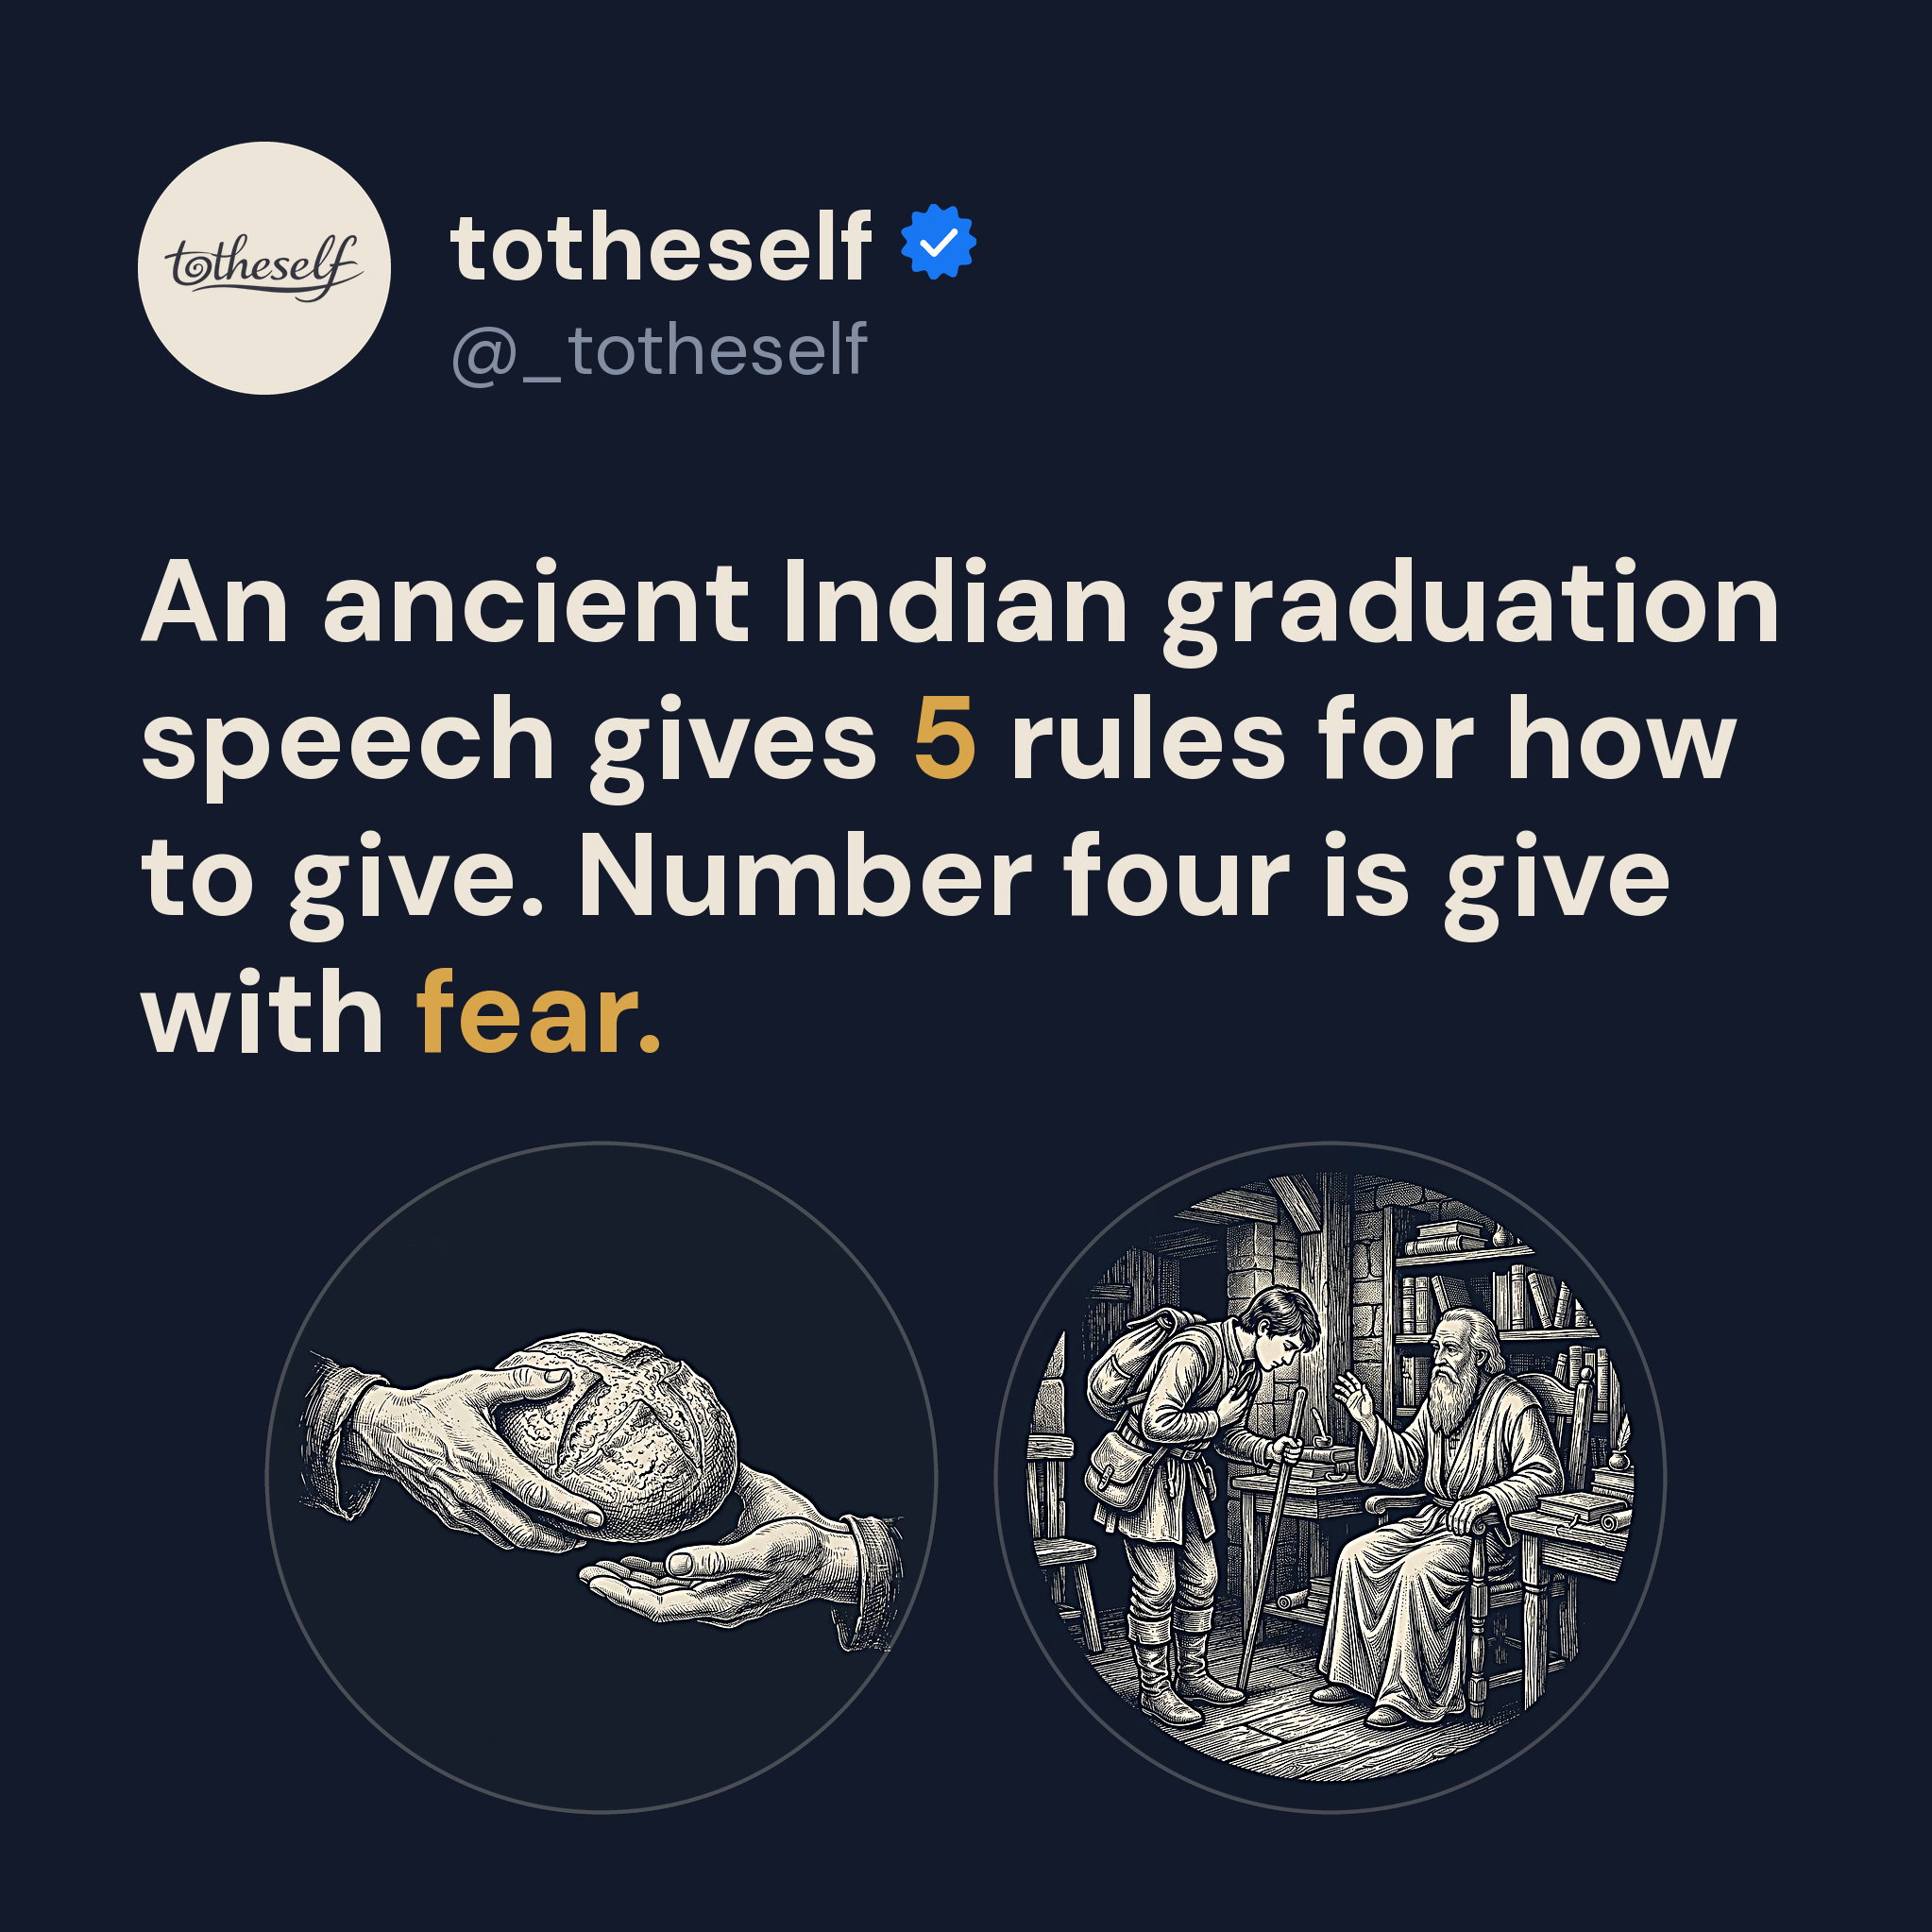 totheself
totheself
@_totheself
An ancient Indian graduation
speech gives 5 rules for how
to give. Number four is give
with fear.